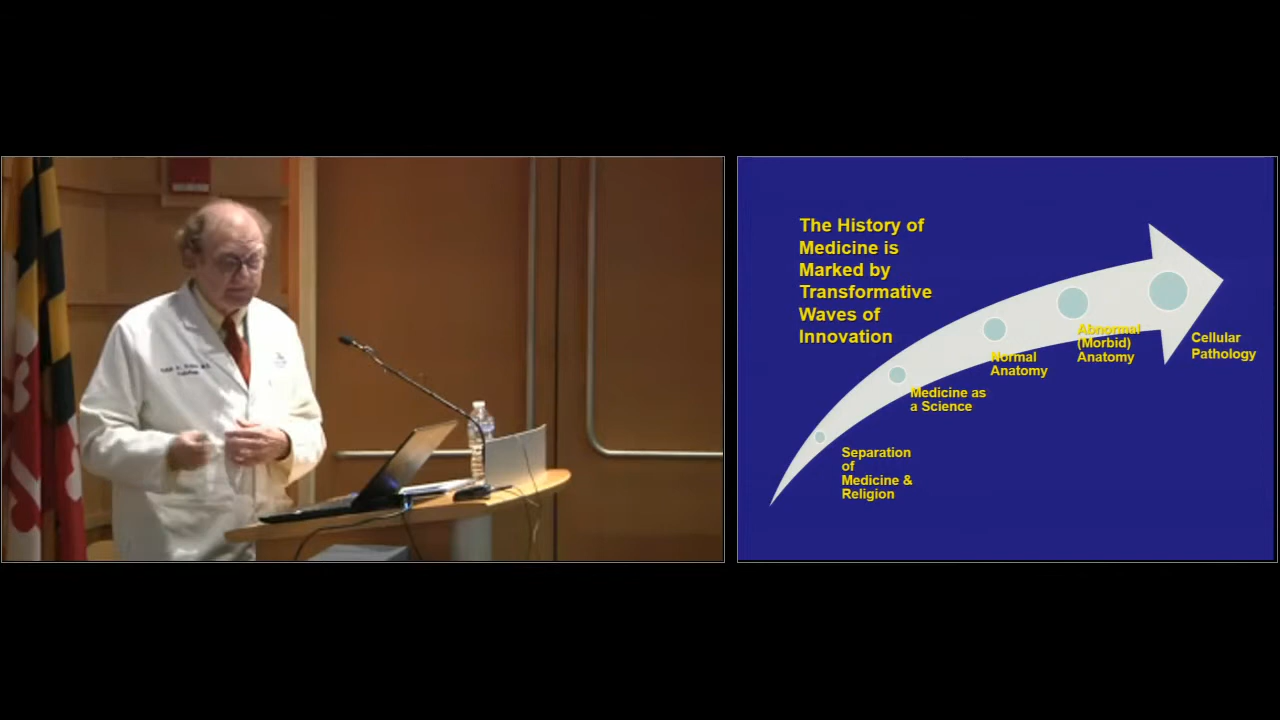 The History of
Medicine is
Marked by
Transformative
Waves of
Innovation
Separation
of
Medicine &
Religion
Medicine as
a Science
Normal
Anatomy
Abnormal
(Morbid)
Anatomy
Cellular
Pathology